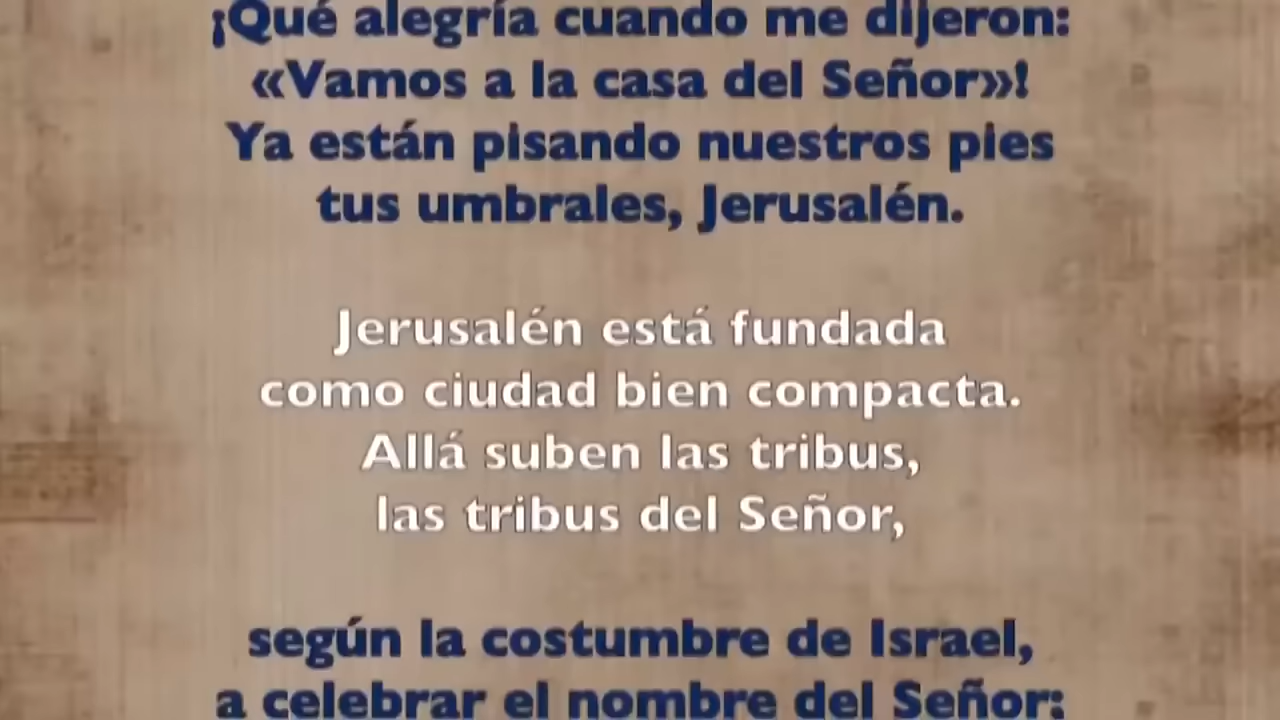 ¡Qué alegría cuando me dijeron:
«Vamos a la casa del Señor»!
Ya están pisando nuestros pies
tus umbrales, Jerusalén.
Jerusalén está fundada
como ciudad bien compacta.
Allá suben las tribus,
las tribus del Señor,
según la costumbre de Israel,
a celebrar el nombre del Señor;